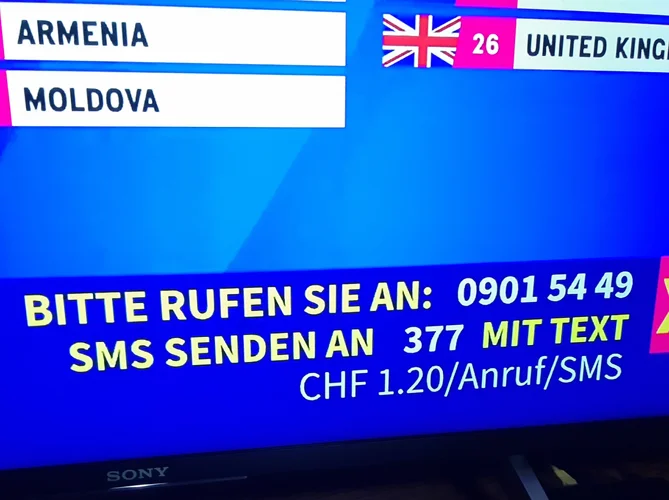 ARMENIA
26 UNITED KING
MOLDOVA
BITTE RUFEN SIE AN: 0901 54 49
SMS SENDEN AN 377 MIT TEXT
CHF 1.20/Anruf/SMS
SONY